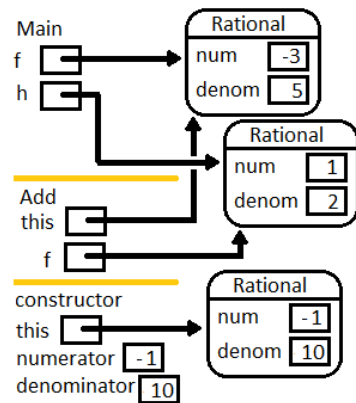 Main
f
h
Rational
num -3
denom 5
Rational
num 1
denom 2
Add
this
f
constructor
this
numerator -1
denominator 10
Rational
num -1
denom 10